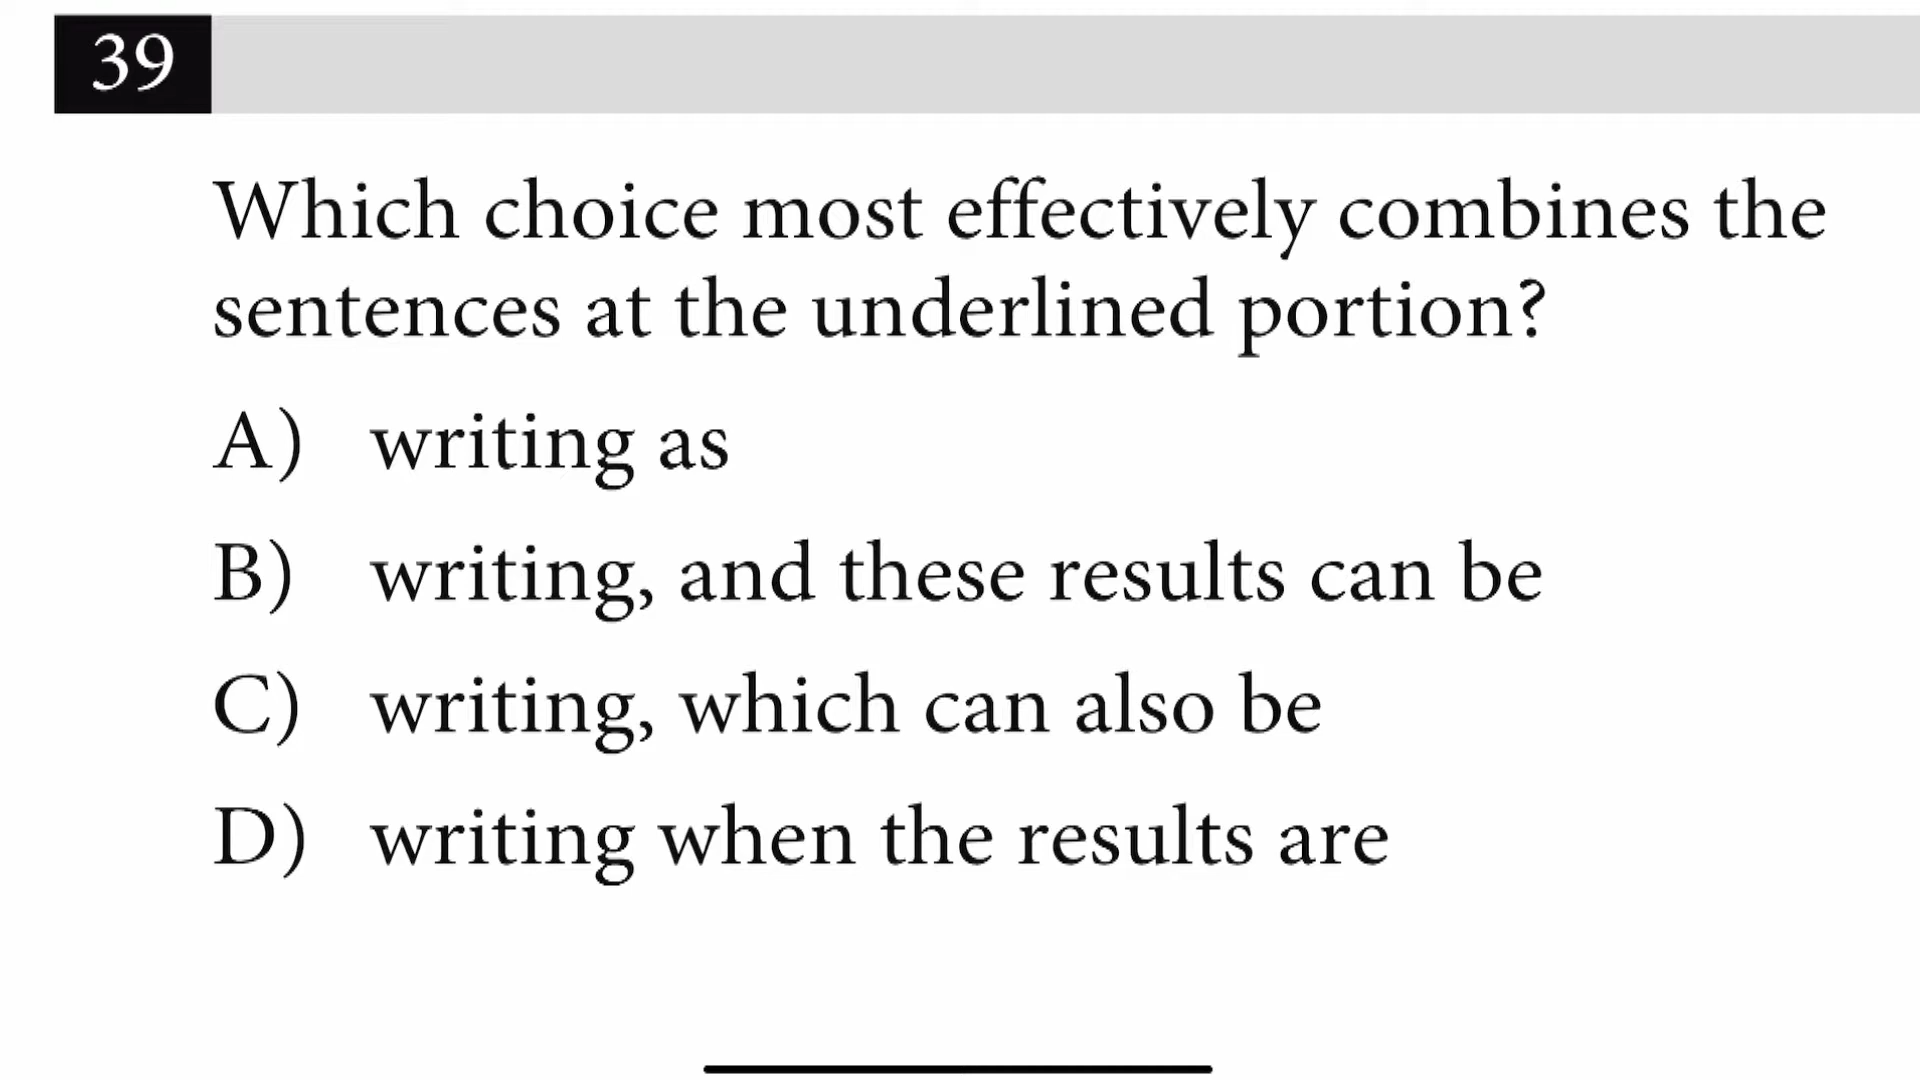 39
Which choice most effectively combines the
sentences at the underlined portion?
A) writing as
B) writing, and these results can be
C) writing, which can also be
D) writing when the results are